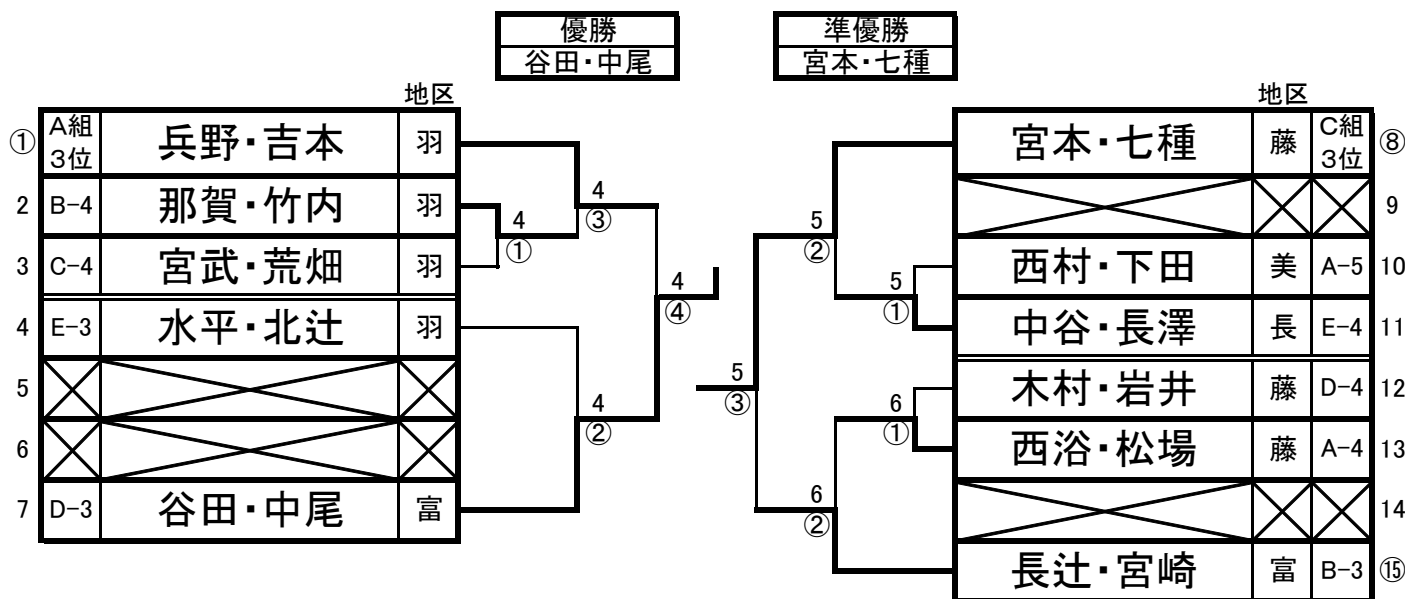 優勝
谷田・中尾
準優勝
宮本・七種
地区
① A組 3位 兵野・吉本 羽
2 B-4 那賀・竹内 羽
3 C-4 宮武・荒畑 羽
4 E-3 水平・北辻 羽
5
6
7 D-3 谷田・中尾 富
4
①
4
③
4
②
4
④
地区
宮本・七種 藤 C組 3位 ⑧
9
西村・下田 美 A-5 10
中谷・長澤 長 E-4 11
木村・岩井 藤 D-4 12
西浴・松場 藤 A-4 13
14
長辻・宮崎 富 B-3 ⑮
5
②
5
①
5
③
6
①
6
②